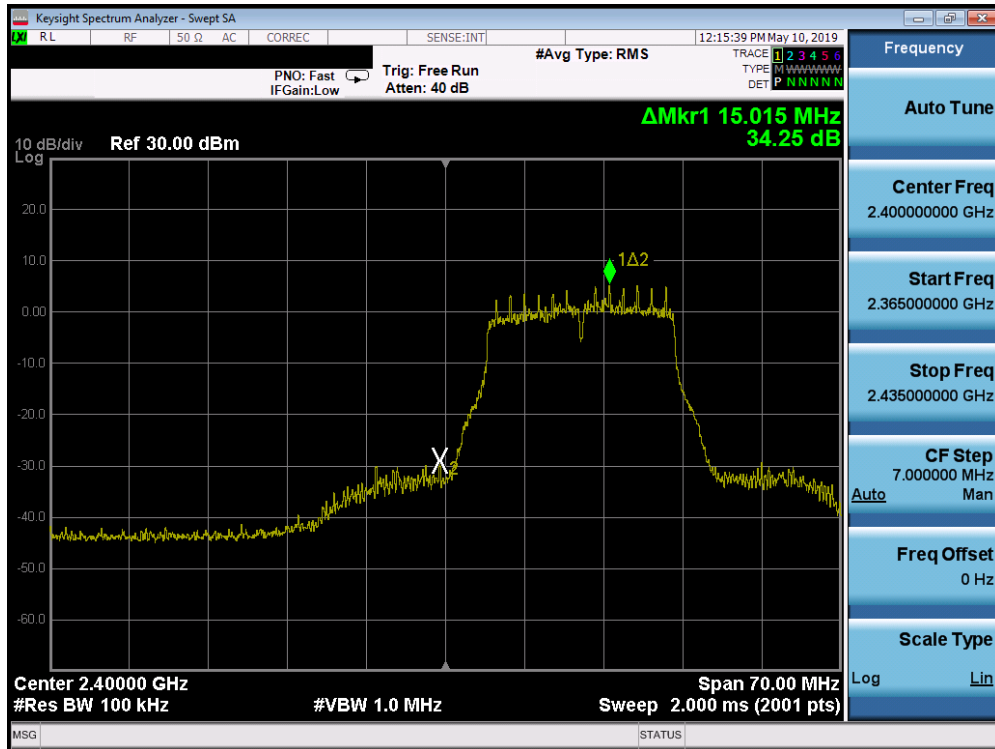 Keysight Spectrum Analyzer - Swept SA
LXI RL RF 50 Ω AC CORREC SENSE:INT 12:15:39 PM May 10, 2019
#Avg Type: RMS TRACE 1 2 3 4 5 6
PNO: Fast Trig: Free Run TYPE M WWWWW
IFGain:Low Atten: 40 dB DET P N N N N N
ΔMkr1 15.015 MHz
34.25 dB
10 dB/div Ref 30.00 dBm
Log
20.0
10.0
1Δ2
0.00
-10.0
-20.0
-30.0
2
-40.0
-50.0
-60.0
Center 2.40000 GHz Span 70.00 MHz
#Res BW 100 kHz #VBW 1.0 MHz Sweep 2.000 ms (2001 pts)
MSG STATUS
Frequency
Auto Tune
Center Freq
2.400000000 GHz
Start Freq
2.365000000 GHz
Stop Freq
2.435000000 GHz
CF Step
7.000000 MHz
Auto Man
Freq Offset
0 Hz
Scale Type
Log Lin